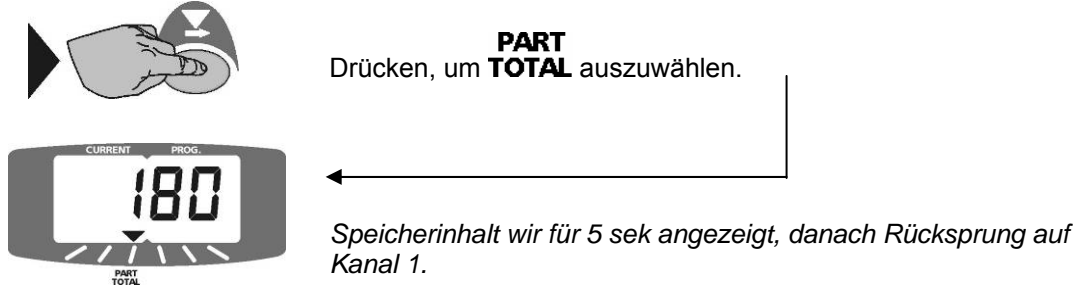 PART
Drücken, um TOTAL auszuwählen.
CURRENT PROG.
180
PART
TOTAL
Speicherinhalt wir für 5 sek angezeigt, danach Rücksprung auf
Kanal 1.